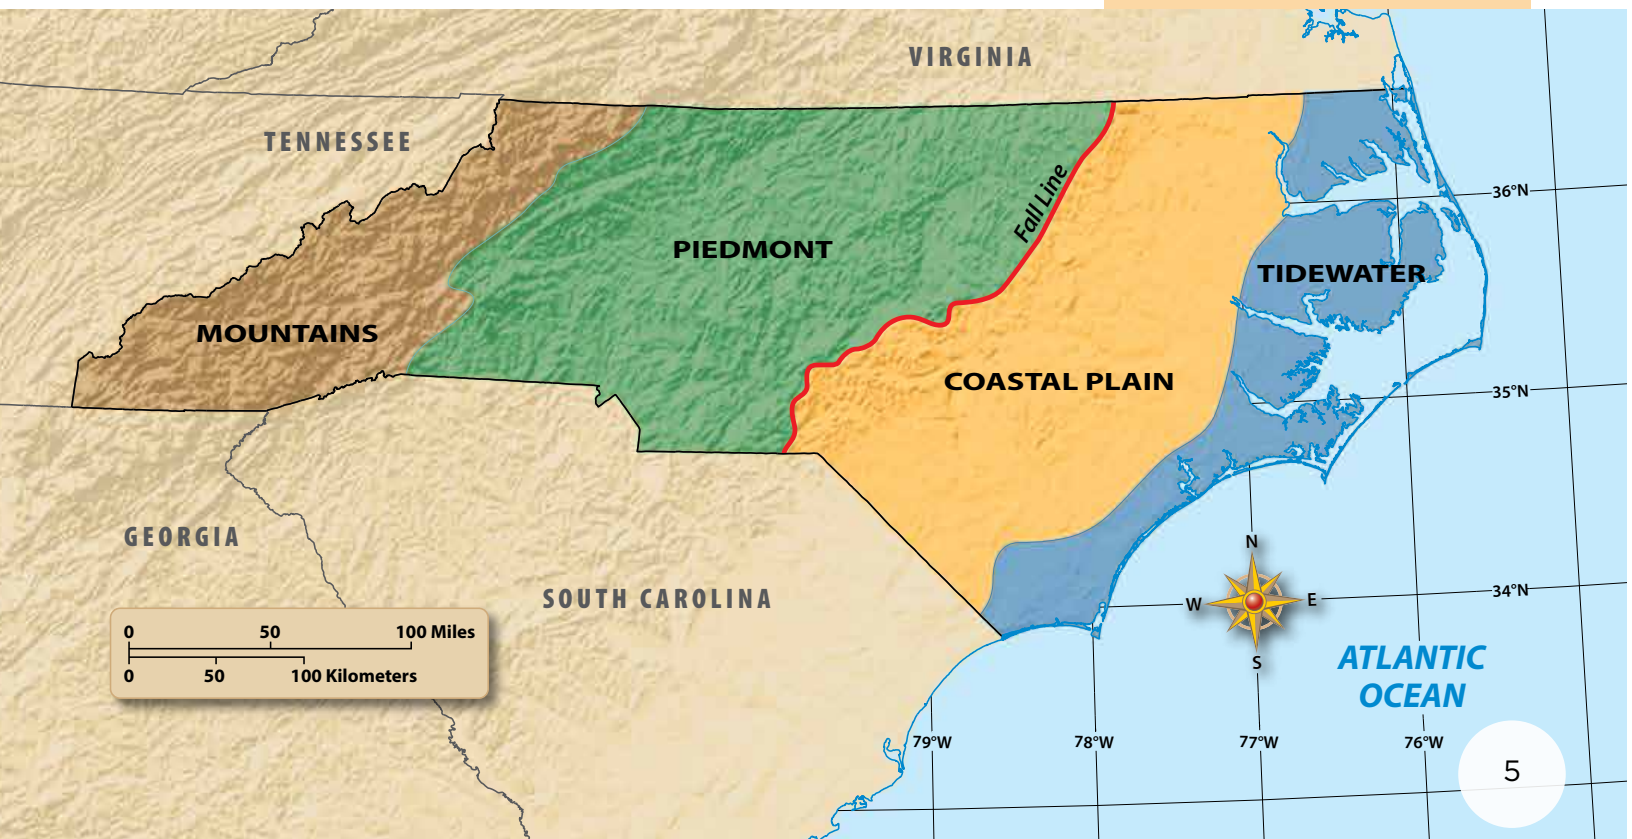 VIRGINIA
TENNESSEE
36°N
Fall Line
PIEDMONT
TIDEWATER
MOUNTAINS
COASTAL PLAIN
35°N
GEORGIA
N
SOUTH CAROLINA
W
E
34°N
0 50 100 Miles
0 50 100 Kilometers
S
ATLANTIC
OCEAN
79°W
78°W
77°W
76°W
5